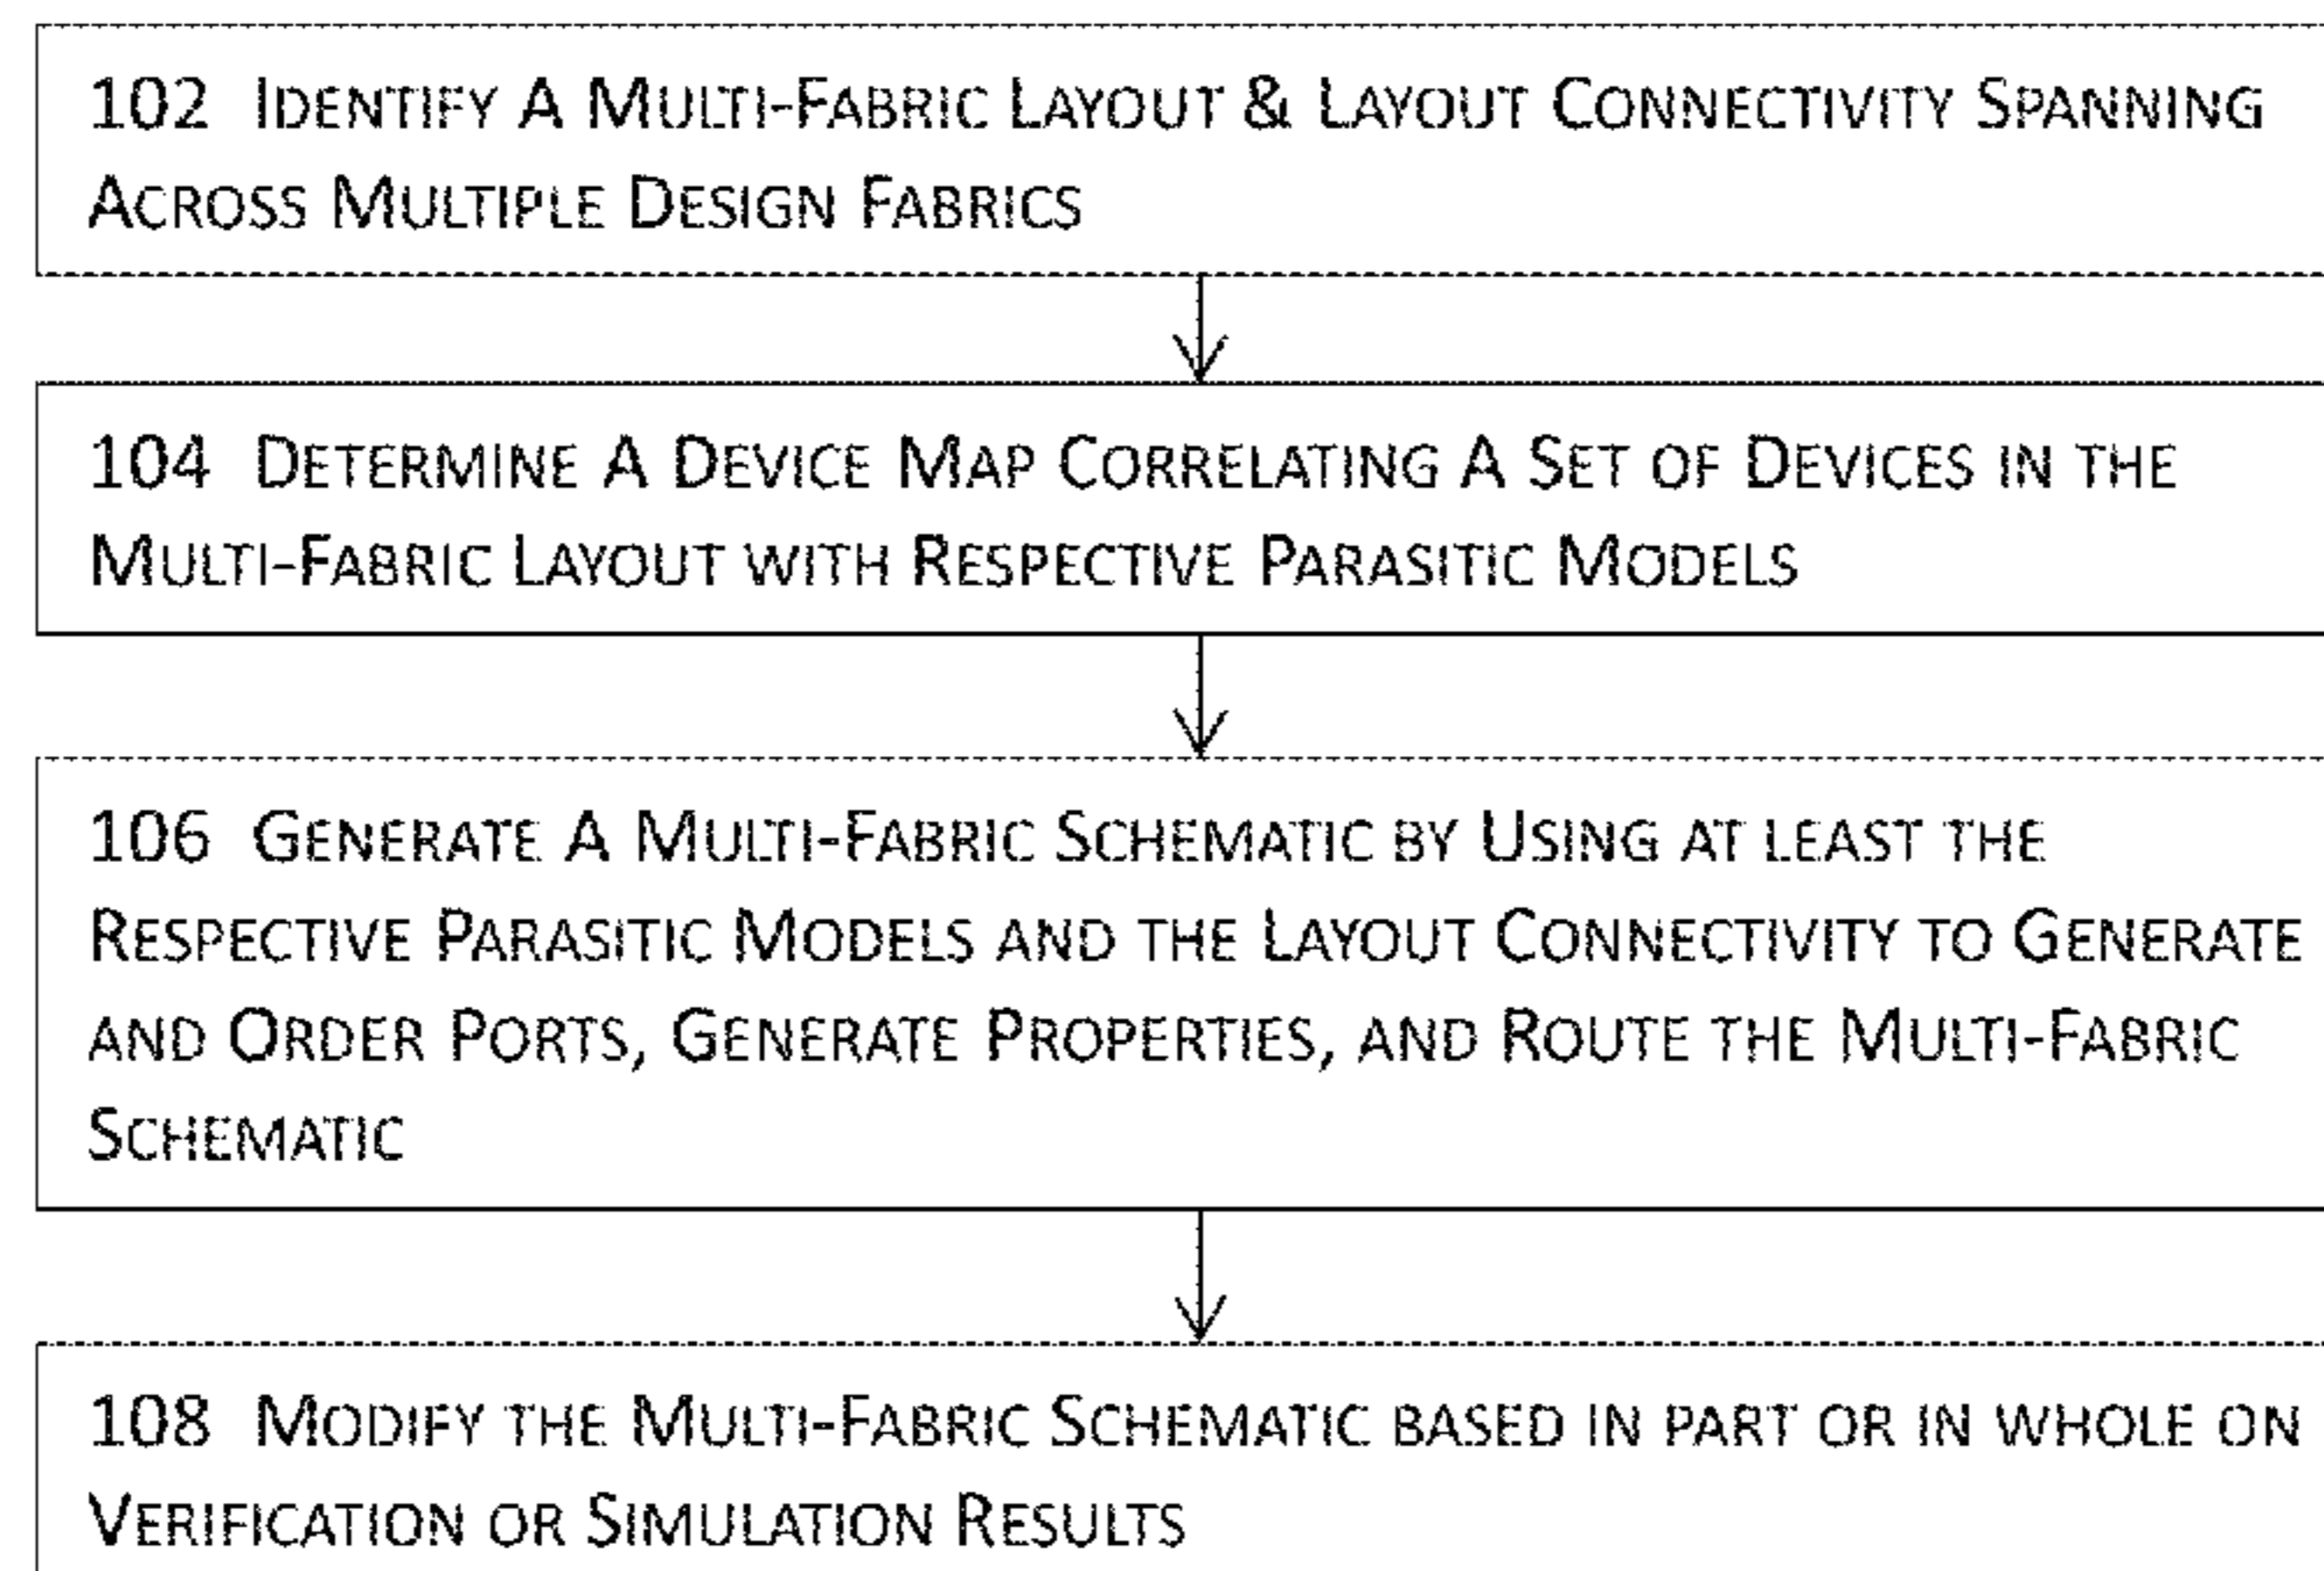 102 Identify A Multi-Fabric Layout & Layout Connectivity Spanning
Across Multiple Design Fabrics
104 Determine A Device Map Correlating A Set of Devices in the
Multi-Fabric Layout with Respective Parasitic Models
106 Generate A Multi-Fabric Schematic by Using at least the
Respective Parasitic Models and the Layout Connectivity to Generate
and Order Ports, Generate Properties, and Route the Multi-Fabric
Schematic
108 Modify the Multi-Fabric Schematic based in part or in whole on
Verification or Simulation Results